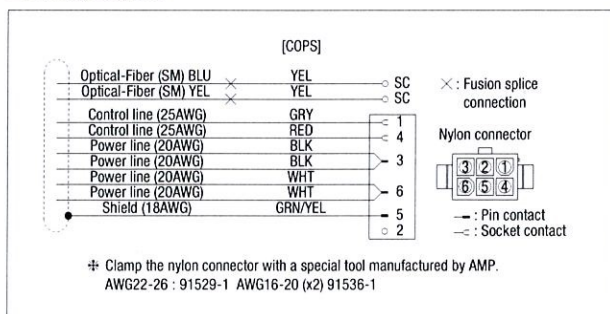 [COPS]
Optical-Fiber (SM) BLU YEL SC
Optical-Fiber (SM) YEL YEL SC
Control line (25AWG) GRY 1
Control line (25AWG) RED 4
Power line (20AWG) BLK
Power line (20AWG) BLK 3
Power line (20AWG) WHT
Power line (20AWG) WHT 6
Shield (18AWG) GRN/YEL 5
2
× : Fusion splice
connection
Nylon connector
3 2 1
6 5 4
: Pin contact
: Socket contact
Clamp the nylon connector with a special tool manufactured by AMP.
AWG22-26 : 91529-1 AWG16-20 (x2) 91536-1